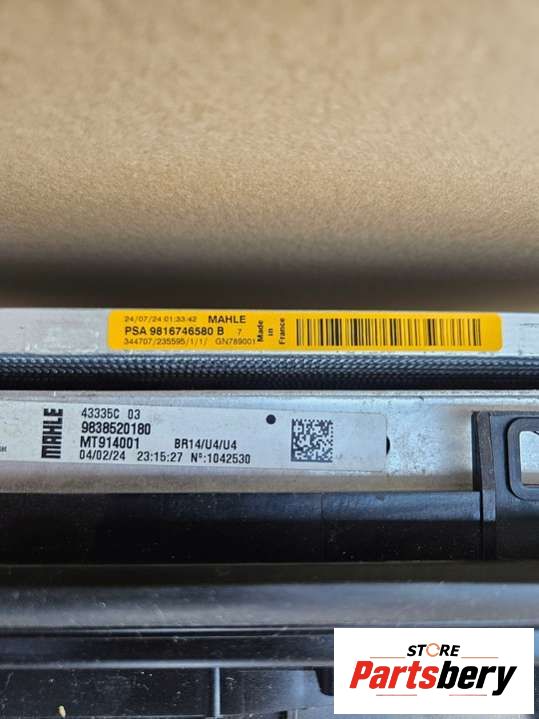 24/07/24 01:33:42 MAHLE
PSA 9816746580 B 7
344707/235595/1/1/ GN789001
Made in France
MAHLE
43335C 03
9838520180
MT914001 BR14/U4/U4
04/02/24 23:15:27 Nº:1042530
STORE
Partsbery